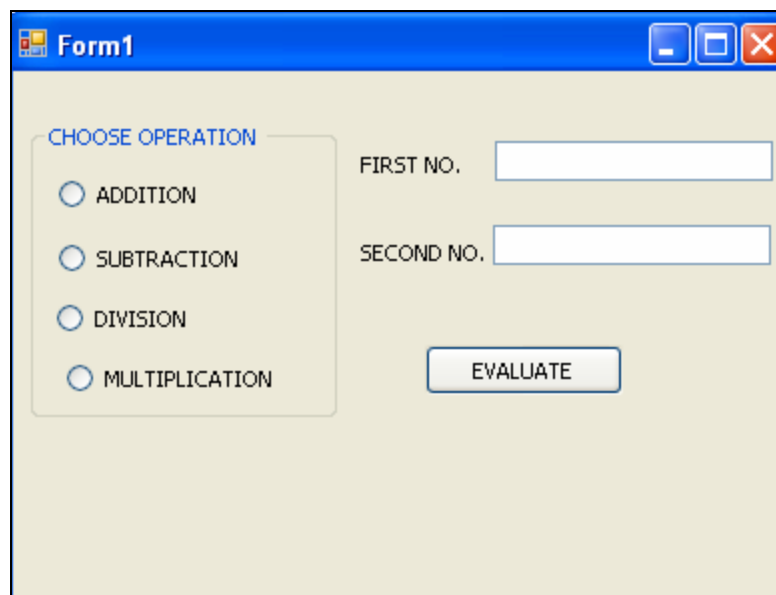 Form1
CHOOSE OPERATION
ADDITION
SUBTRACTION
DIVISION
MULTIPLICATION
FIRST NO.
SECOND NO.
EVALUATE